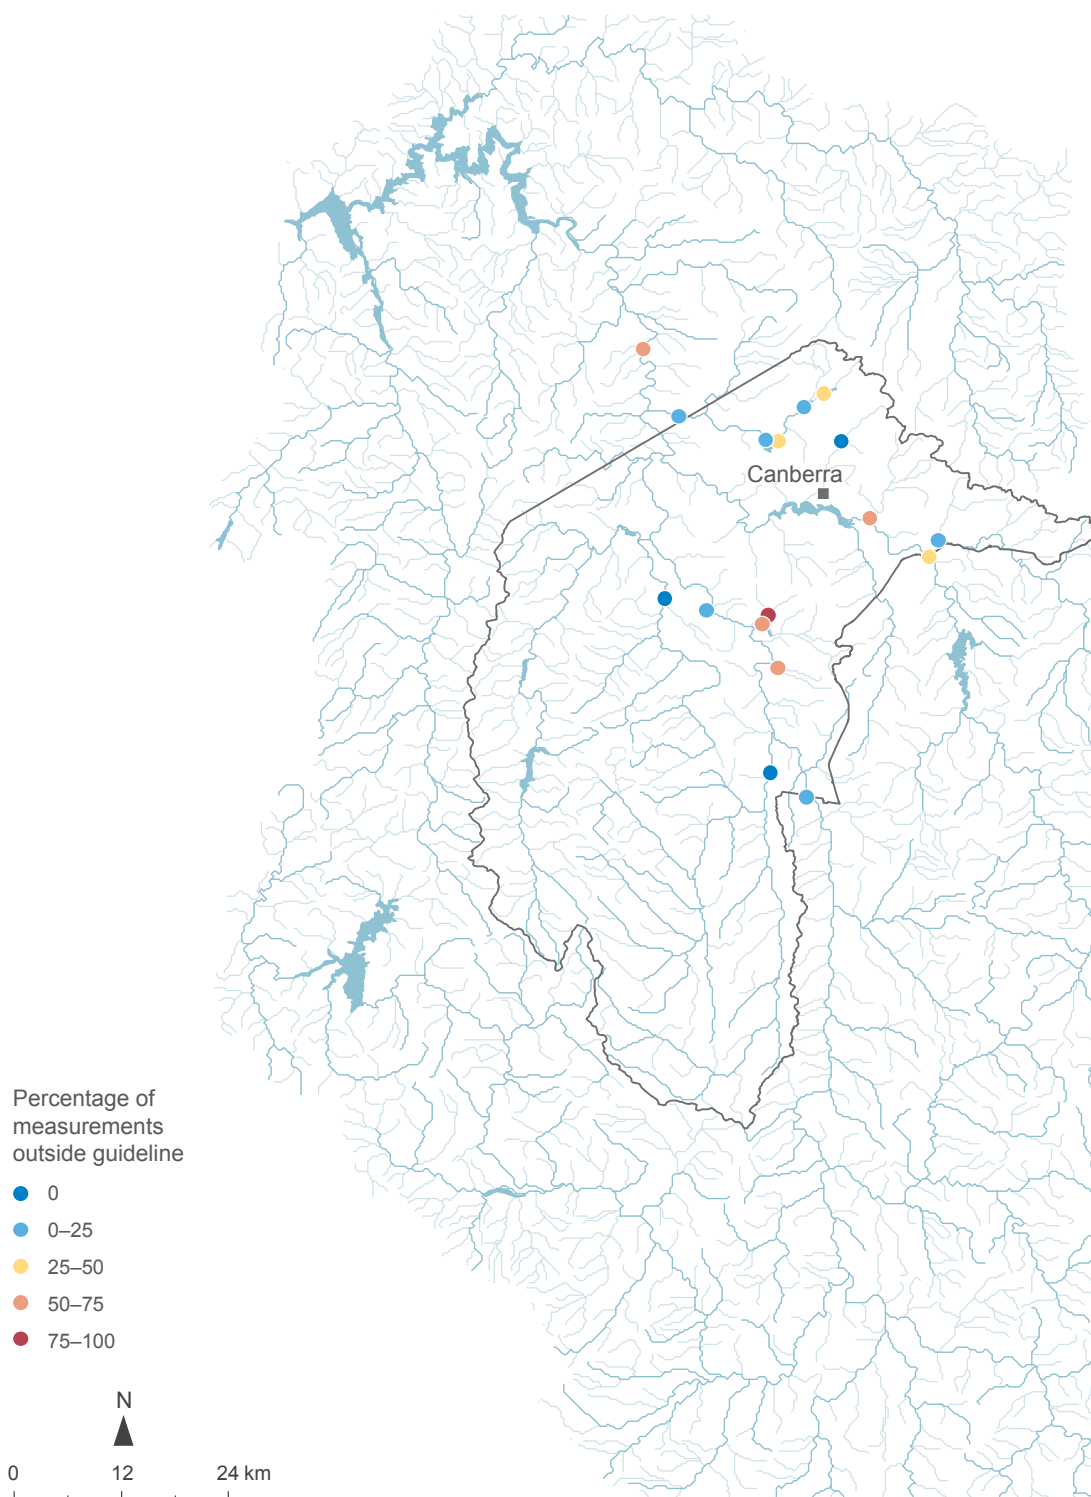 Canberra
Percentage of
measurements
outside guideline
0
0–25
25–50
50–75
75–100
N
0 12 24 km